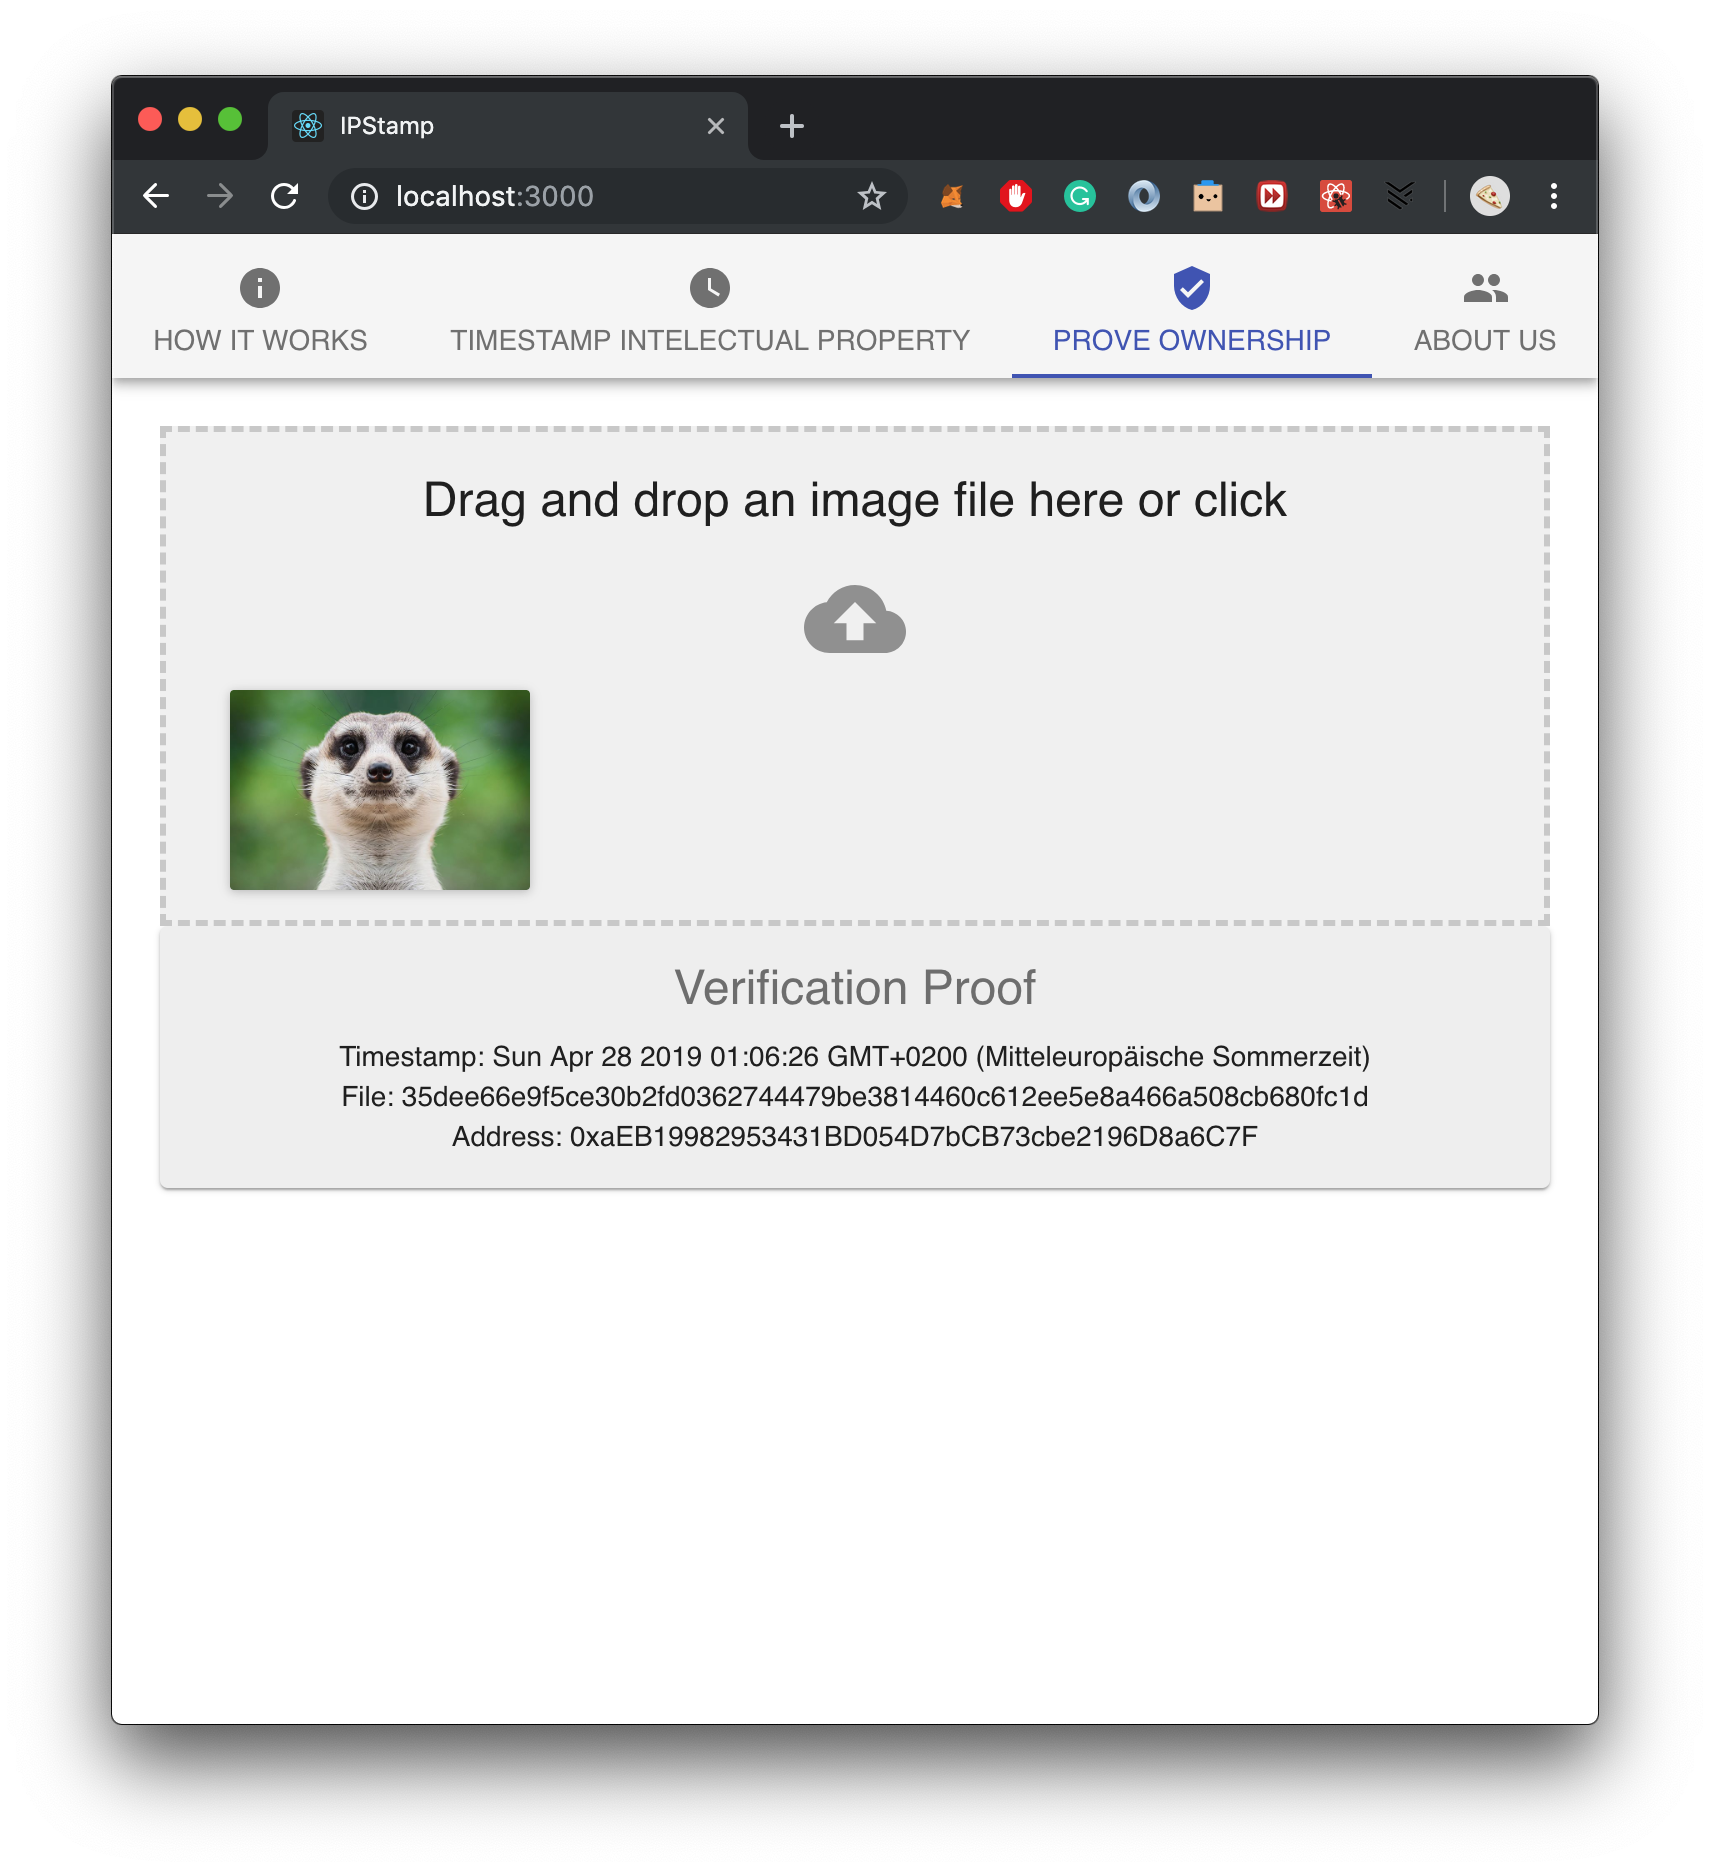 IPStamp
localhost:3000
HOW IT WORKS
TIMESTAMP INTELECTUAL PROPERTY
PROVE OWNERSHIP
ABOUT US
Drag and drop an image file here or click
Verification Proof
Timestamp: Sun Apr 28 2019 01:06:26 GMT+0200 (Mitteleuropäische Sommerzeit)
File: 35dee66e9f5ce30b2fd0362744479be3814460c612ee5e8a466a508cb680fc1d
Address: 0xaEB19982953431BD054D7bCB73cbe2196D8a6C7F